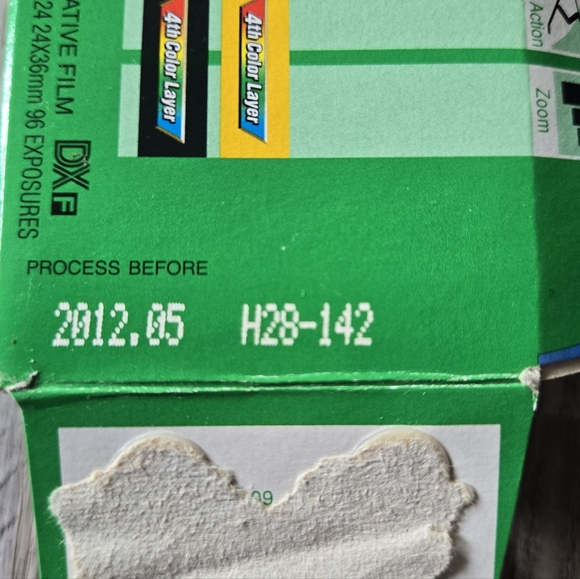 ATIVE FILM
24 24X36mm 96 EXPOSURES
DX F
4th Color Layer
4th Color Layer
Action
Zoom
PROCESS BEFORE
2012.05 H28-142
09